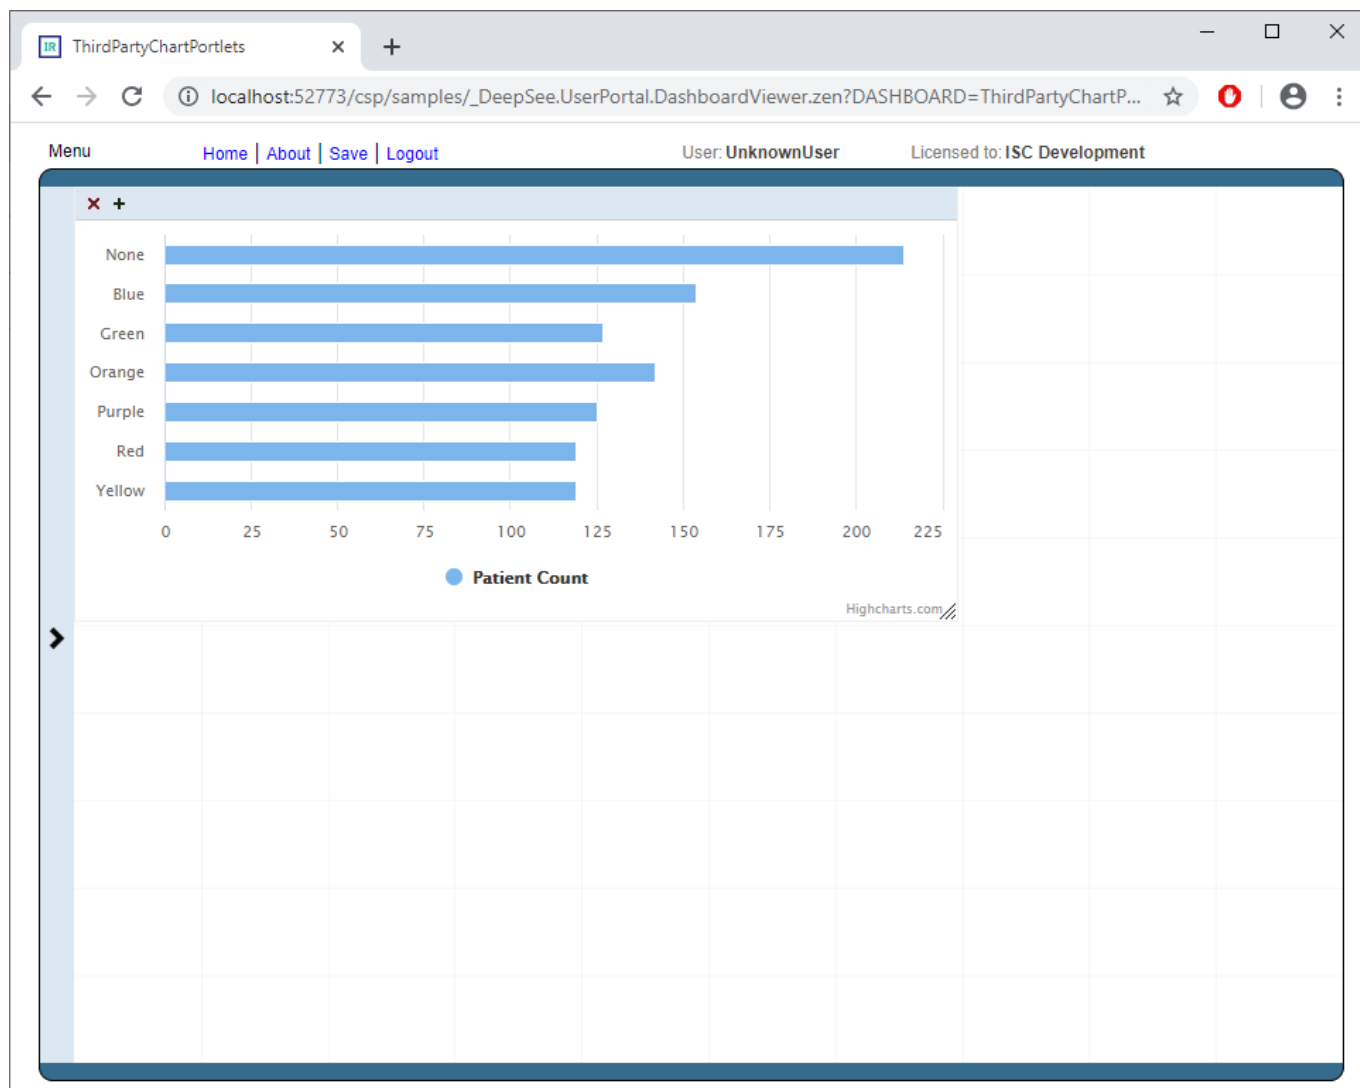 IR ThirdPartyChartPortlets
localhost:52773/csp/samples/_DeepSee.UserPortal.DashboardViewer.zen?DASHBOARD=ThirdPartyChartP...
Menu Home | About | Save | Logout User: UnknownUser Licensed to: ISC Development
None
Blue
Green
Orange
Purple
Red
Yellow
0 25 50 75 100 125 150 175 200 225
Patient Count
Highcharts.com